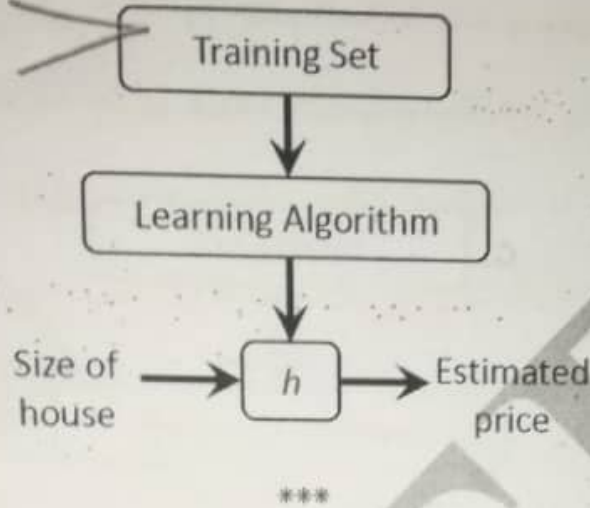 Training Set
Learning Algorithm
Size of
house
h
Estimated
price
***